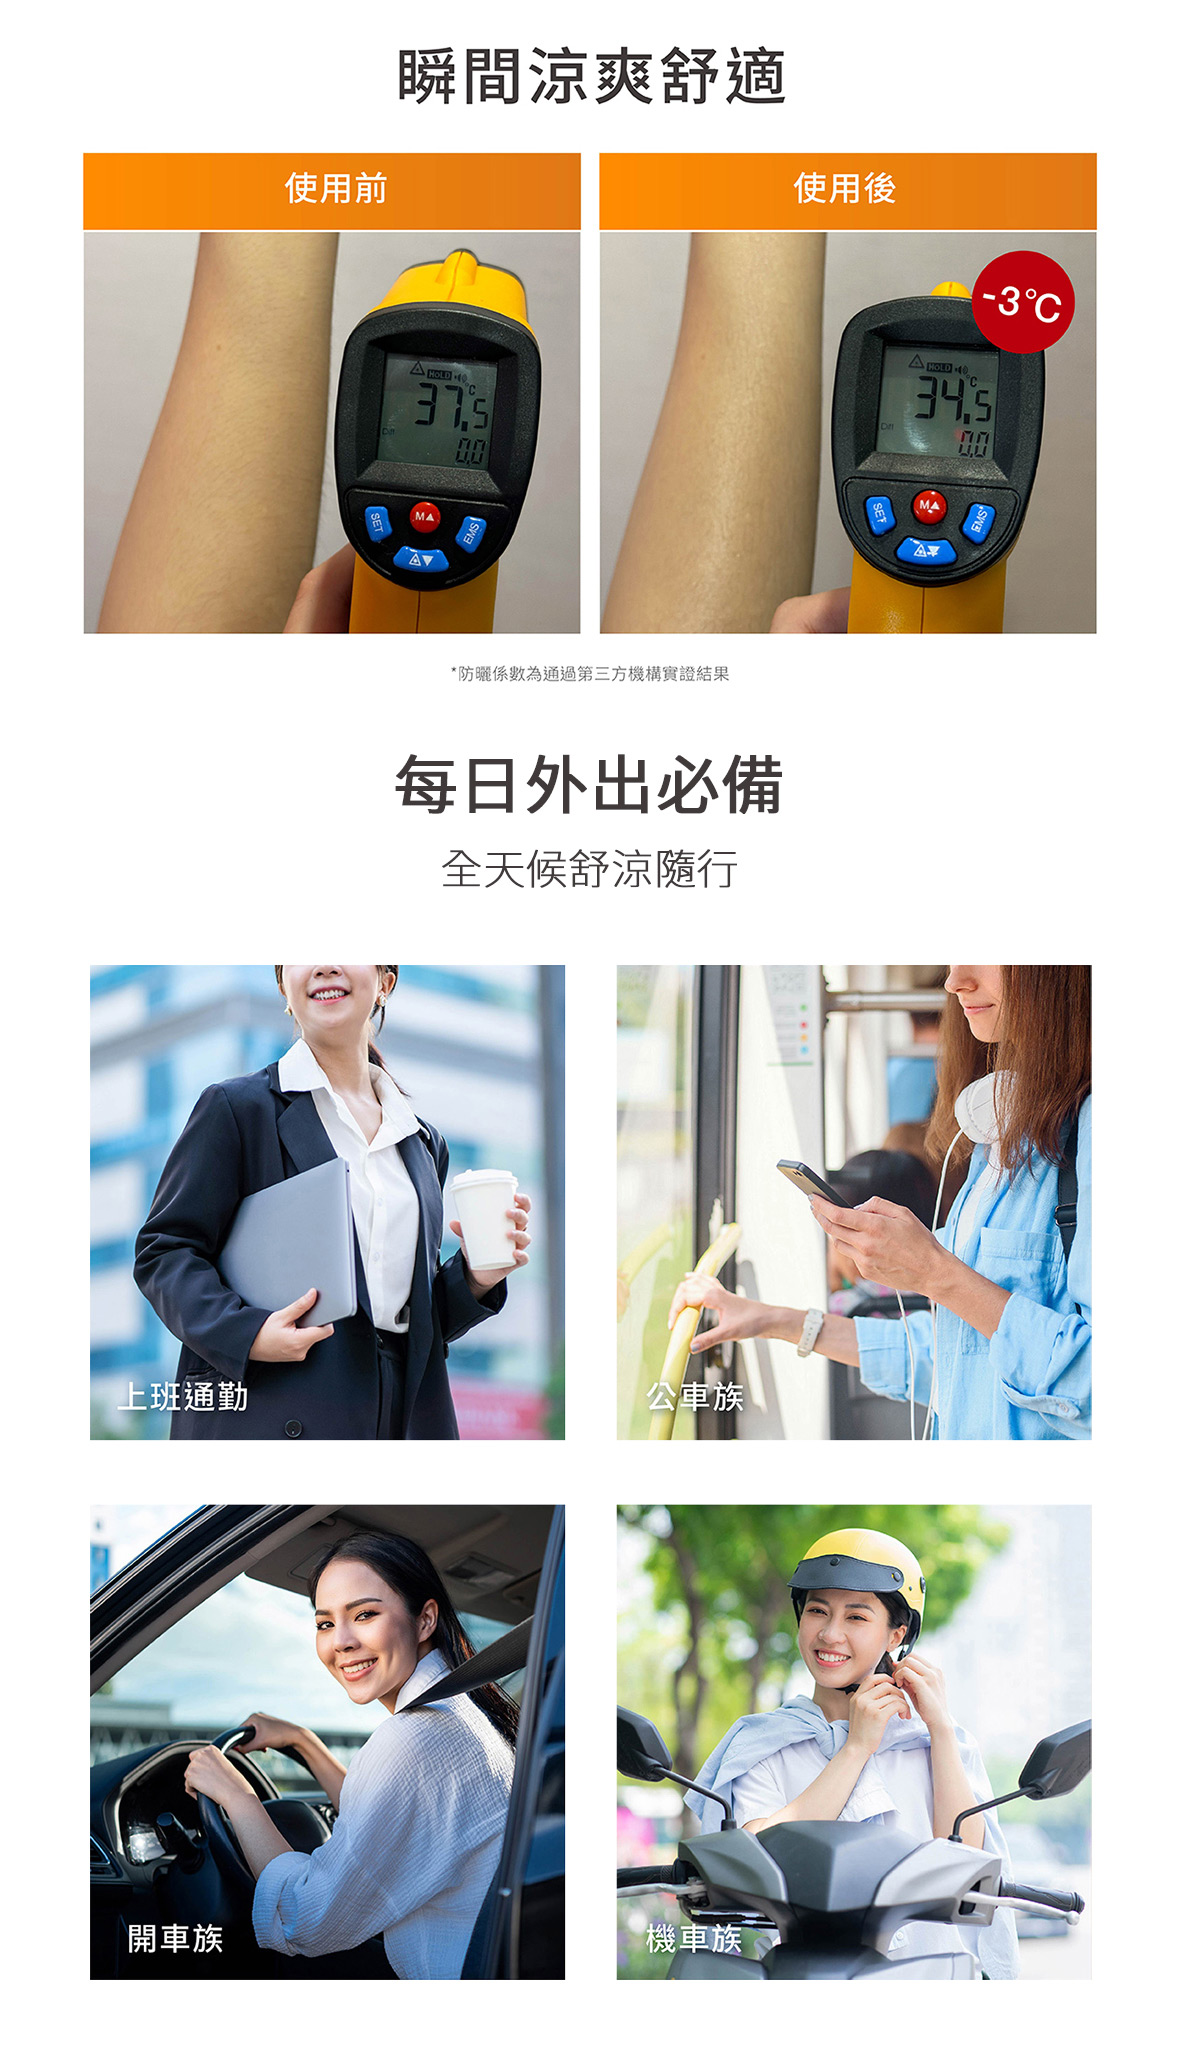 瞬間涼爽舒適
使用前
使用後
-3°C
HOLD
°C
37.5
Diff
0.0
SET
M▲
EMS
▼
HOLD
°C
34.5
Diff
0.0
SET
M▲
EMS
*防曬係數為通過第三方機構實證結果
每日外出必備
全天候舒涼隨行
上班通勤
公車族
開車族
機車族